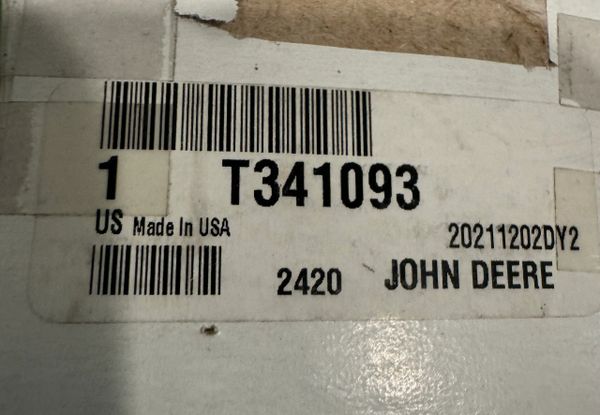 1 T341093
US Made In USA
20211202DY2
2420 JOHN DEERE